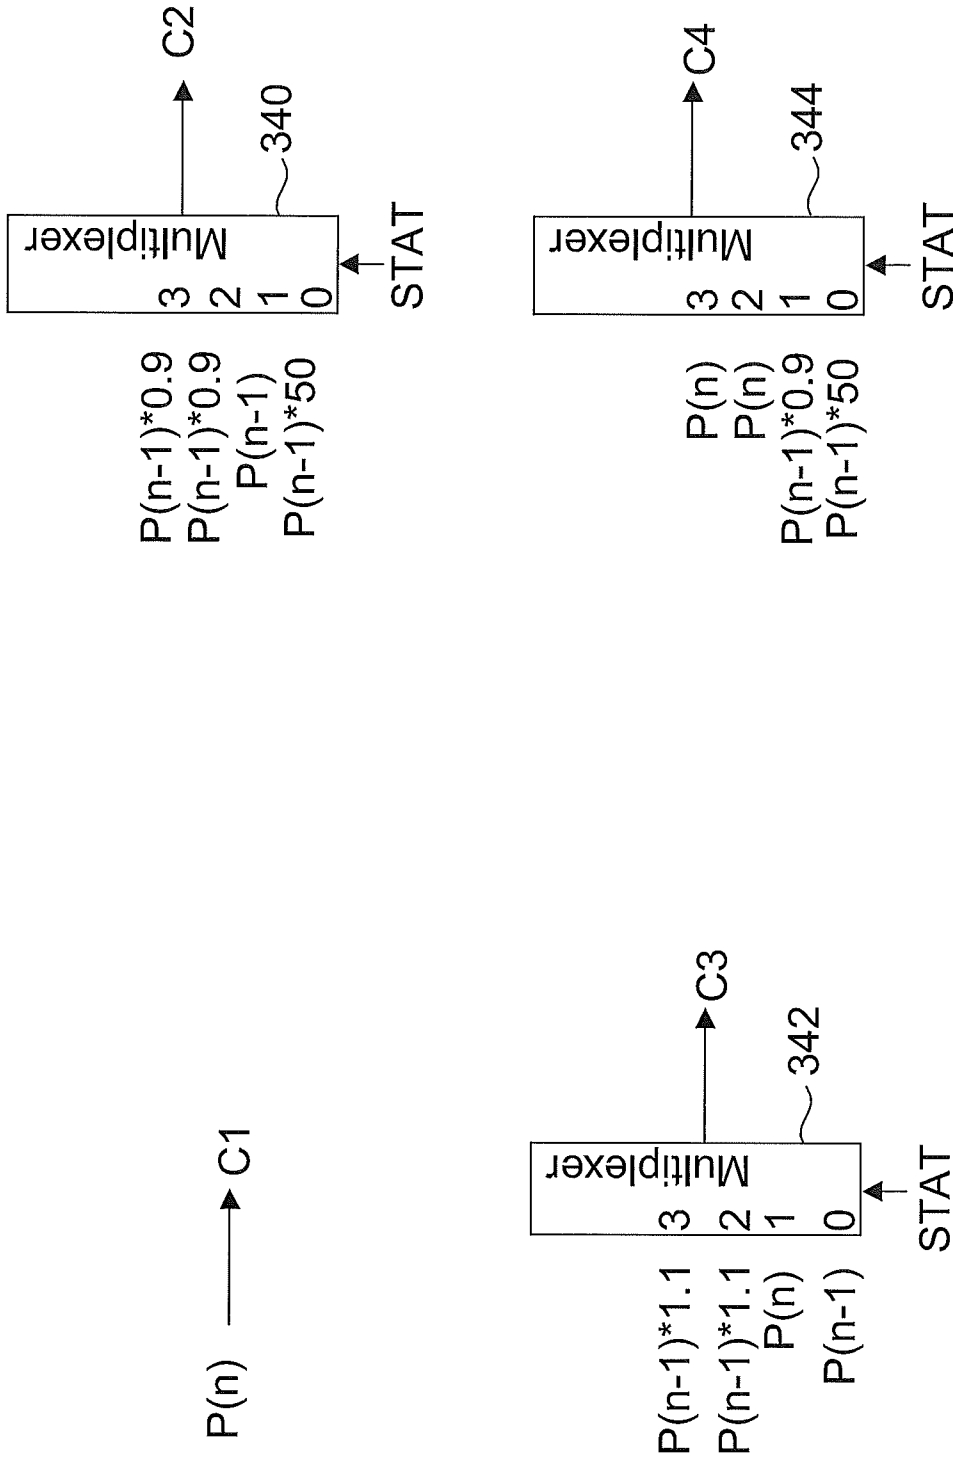 P(n)
C1
P(n-1)*0.9
P(n-1)*0.9
P(n-1)
P(n-1)*50
3
2
1
0
Multiplexer
C2
340
STAT
P(n-1)*1.1
P(n-1)*1.1
P(n)
P(n-1)
3
2
1
0
Multiplexer
C3
342
STAT
P(n)
P(n)
P(n-1)*0.9
P(n-1)*50
3
2
1
0
Multiplexer
C4
344
STAT